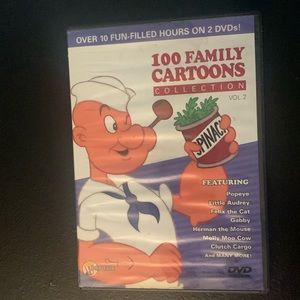 OVER 10 FUN-FILLED HOURS ON 2 DVDs!
100 FAMILY
CARTOONS
COLLECTION
VOL. 2
SPINACH
FEATURING
Popeye
Little Audrey
Felix the Cat
Gabby
Herman the Mouse
Molly Moo Cow
Clutch Cargo
AND MANY MORE!
DVD